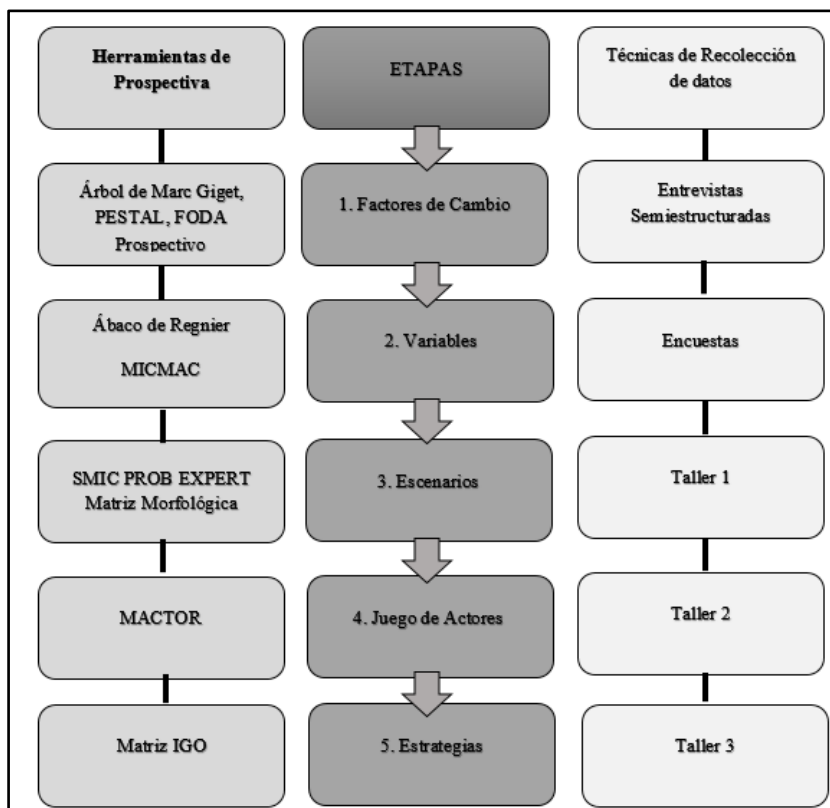 Herramientas de
Prospectiva
ETAPAS
Técnicas de Recolección
de datos
Árbol de Marc Giget,
PESTAL, FODA
Prospectivo
1. Factores de Cambio
Entrevistas
Semiestructuradas
Ábaco de Regnier
MICMAC
2. Variables
Encuestas
SMIC PROB EXPERT
Matriz Morfológica
3. Escenarios
Taller 1
MACTOR
4. Juego de Actores
Taller 2
Matriz IGO
5. Estrategias
Taller 3